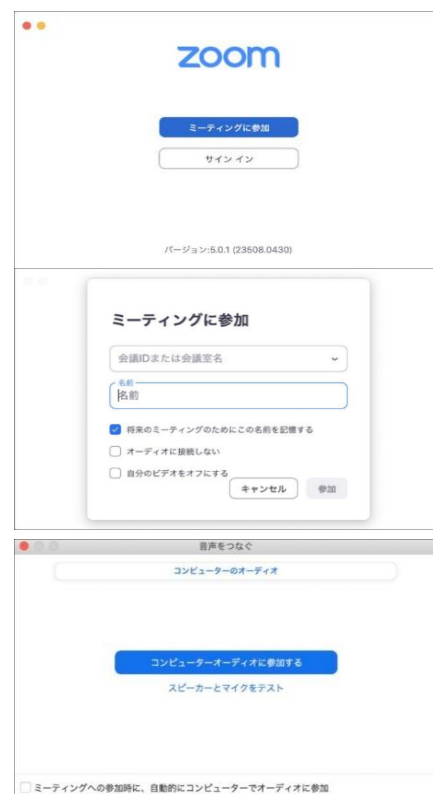 zoom
ミーティングに参加
サイン イン
バージョン:5.0.1 (23508.0430)
ミーティングに参加
会議IDまたは会議室名
名前
名前
将来のミーティングのためにこの名前を記憶する
オーディオに接続しない
自分のビデオをオフにする
キャンセル 参加
音声をつなぐ
コンピューターのオーディオ
コンピューターオーディオに参加する
スピーカーとマイクをテスト
ミーティングへの参加時に、自動的にコンピューターでオーディオに参加